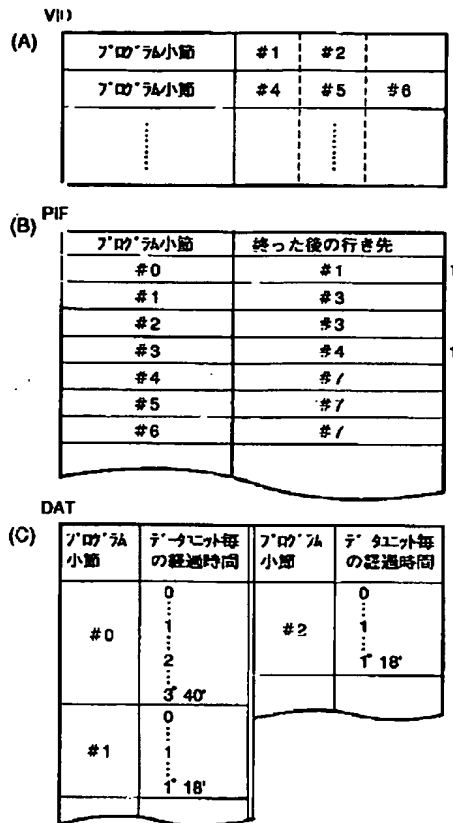 VID
(A)
プログラム小節 #1 #2
プログラム小節 #4 #5 #6
PIF
(B)
プログラム小節 終った後の行き先
#0 #1
#1 #3
#2 #3
#3 #4
#4 #7
#5 #7
#6 #7
DAT
(C)
プログラム
小節
データユニット毎
の経過時間
プログラム
小節
データユニット毎
の経過時間
#0
0
1
2
3" 40'
#2
0
1
1" 18'
#1
0
1
1" 18'